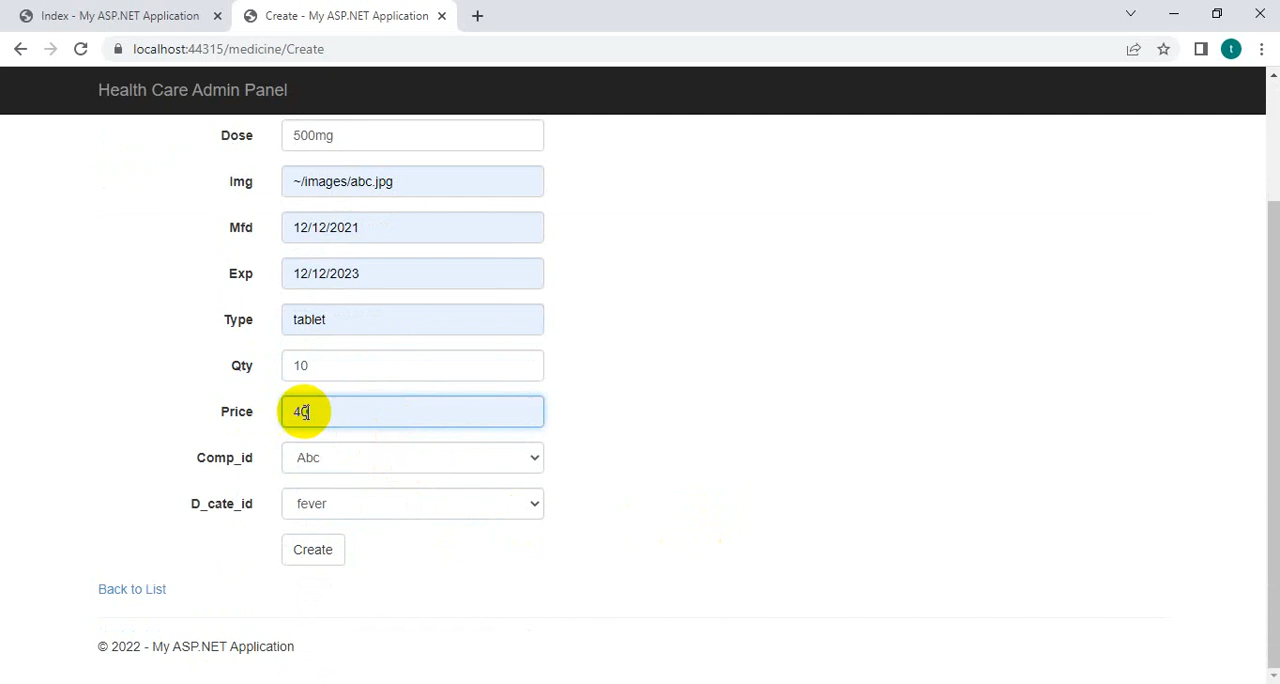 Index - My ASP.NET Application
Create - My ASP.NET Application
localhost:44315/medicine/Create
t
Health Care Admin Panel
Dose 500mg
Img ~/images/abc.jpg
Mfd 12/12/2021
Exp 12/12/2023
Type tablet
Qty 10
Price 40
Comp_id Abc
D_cate_id fever
Create
Back to List
© 2022 - My ASP.NET Application